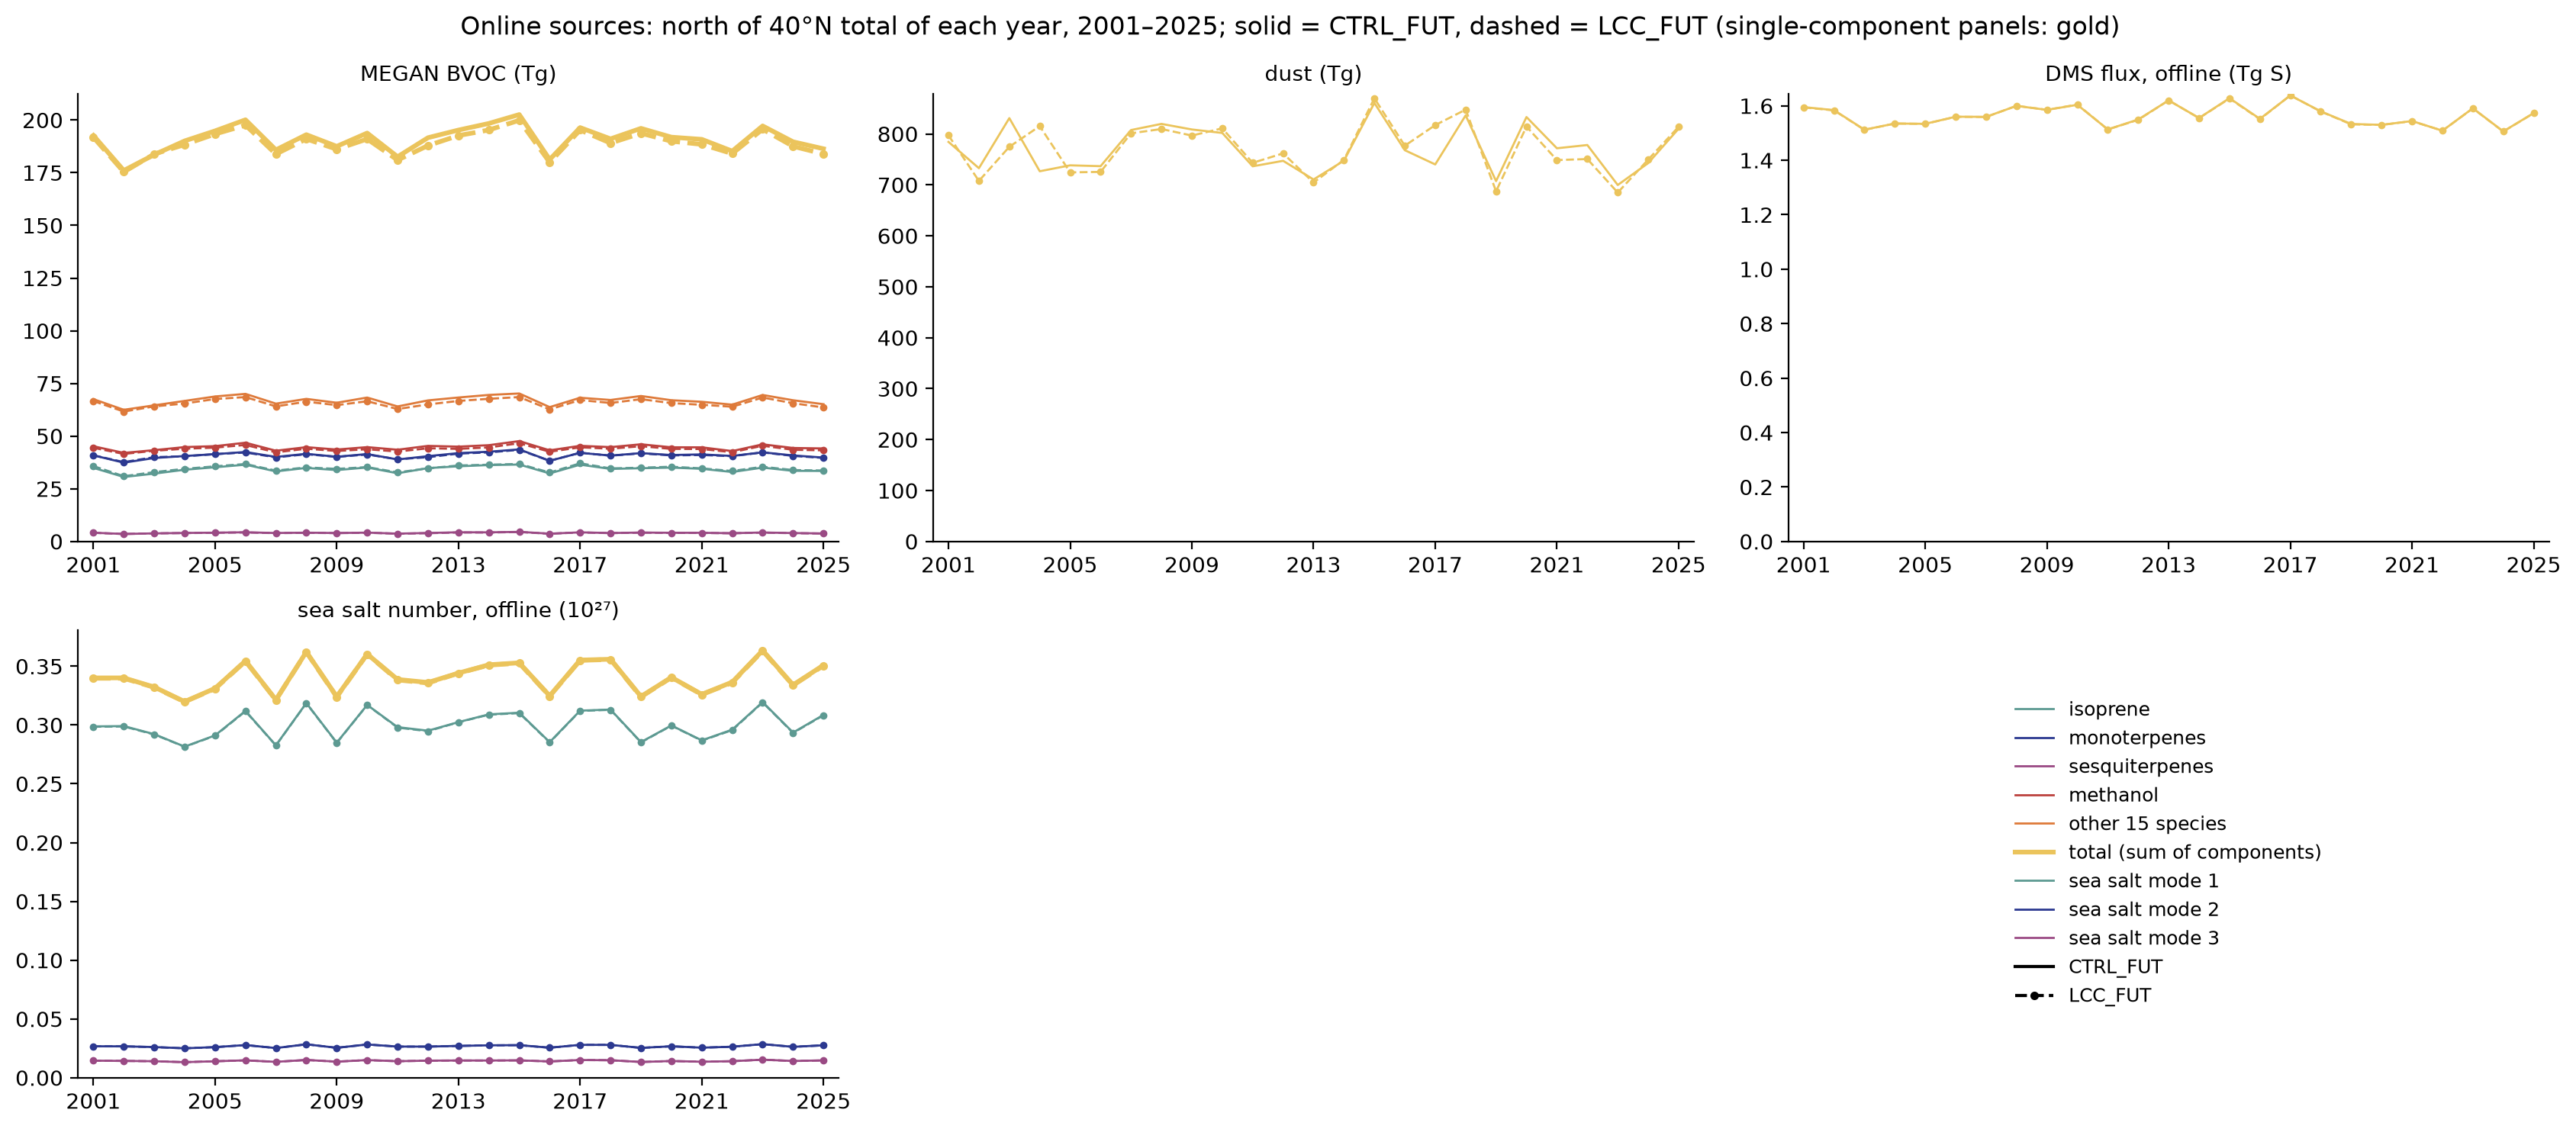 Online sources: north of 40°N total of each year, 2001–2025; solid = CTRL_FUT, dashed = LCC_FUT (single-component panels: gold)
MEGAN BVOC (Tg)
200
175
150
125
100
75
50
25
0
2001 2005 2009 2013 2017 2021 2025
dust (Tg)
800
700
600
500
400
300
200
100
0
2001 2005 2009 2013 2017 2021 2025
DMS flux, offline (Tg S)
1.6
1.4
1.2
1.0
0.8
0.6
0.4
0.2
0.0
2001 2005 2009 2013 2017 2021 2025
sea salt number, offline (10²⁷)
0.35
0.30
0.25
0.20
0.15
0.10
0.05
0.00
2001 2005 2009 2013 2017 2021 2025
isoprene
monoterpenes
sesquiterpenes
methanol
other 15 species
total (sum of components)
sea salt mode 1
sea salt mode 2
sea salt mode 3
CTRL_FUT
LCC_FUT